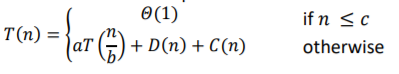 Θ(1) if n ≤ c
T(n) = { aT(n/b) + D(n) + C(n) otherwise